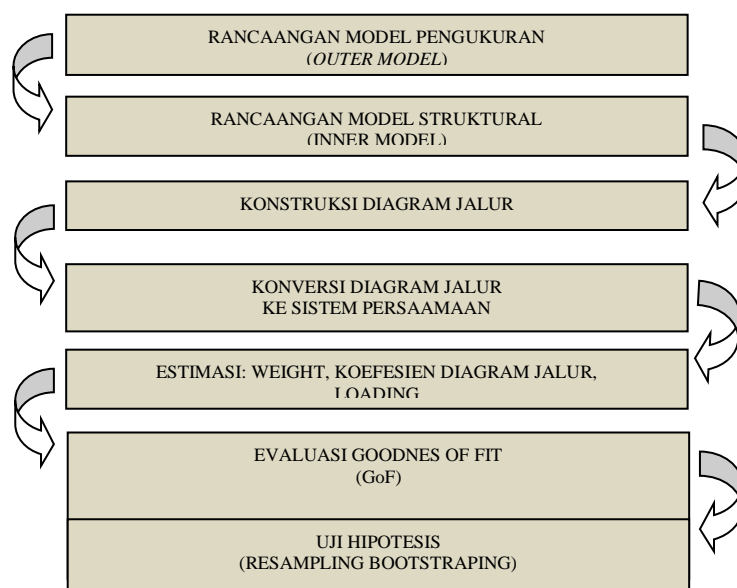 RANCAANGAN MODEL PENGUKURAN
(OUTER MODEL)
RANCAANGAN MODEL STRUKTURAL
(INNER MODEL)
KONSTRUKSI DIAGRAM JALUR
KONVERSI DIAGRAM JALUR
KE SISTEM PERSAAMAAN
ESTIMASI: WEIGHT, KOEFESIEN DIAGRAM JALUR,
LOADING
EVALUASI GOODNES OF FIT
(GoF)
UJI HIPOTESIS
(RESAMPLING BOOTSTRAPING)